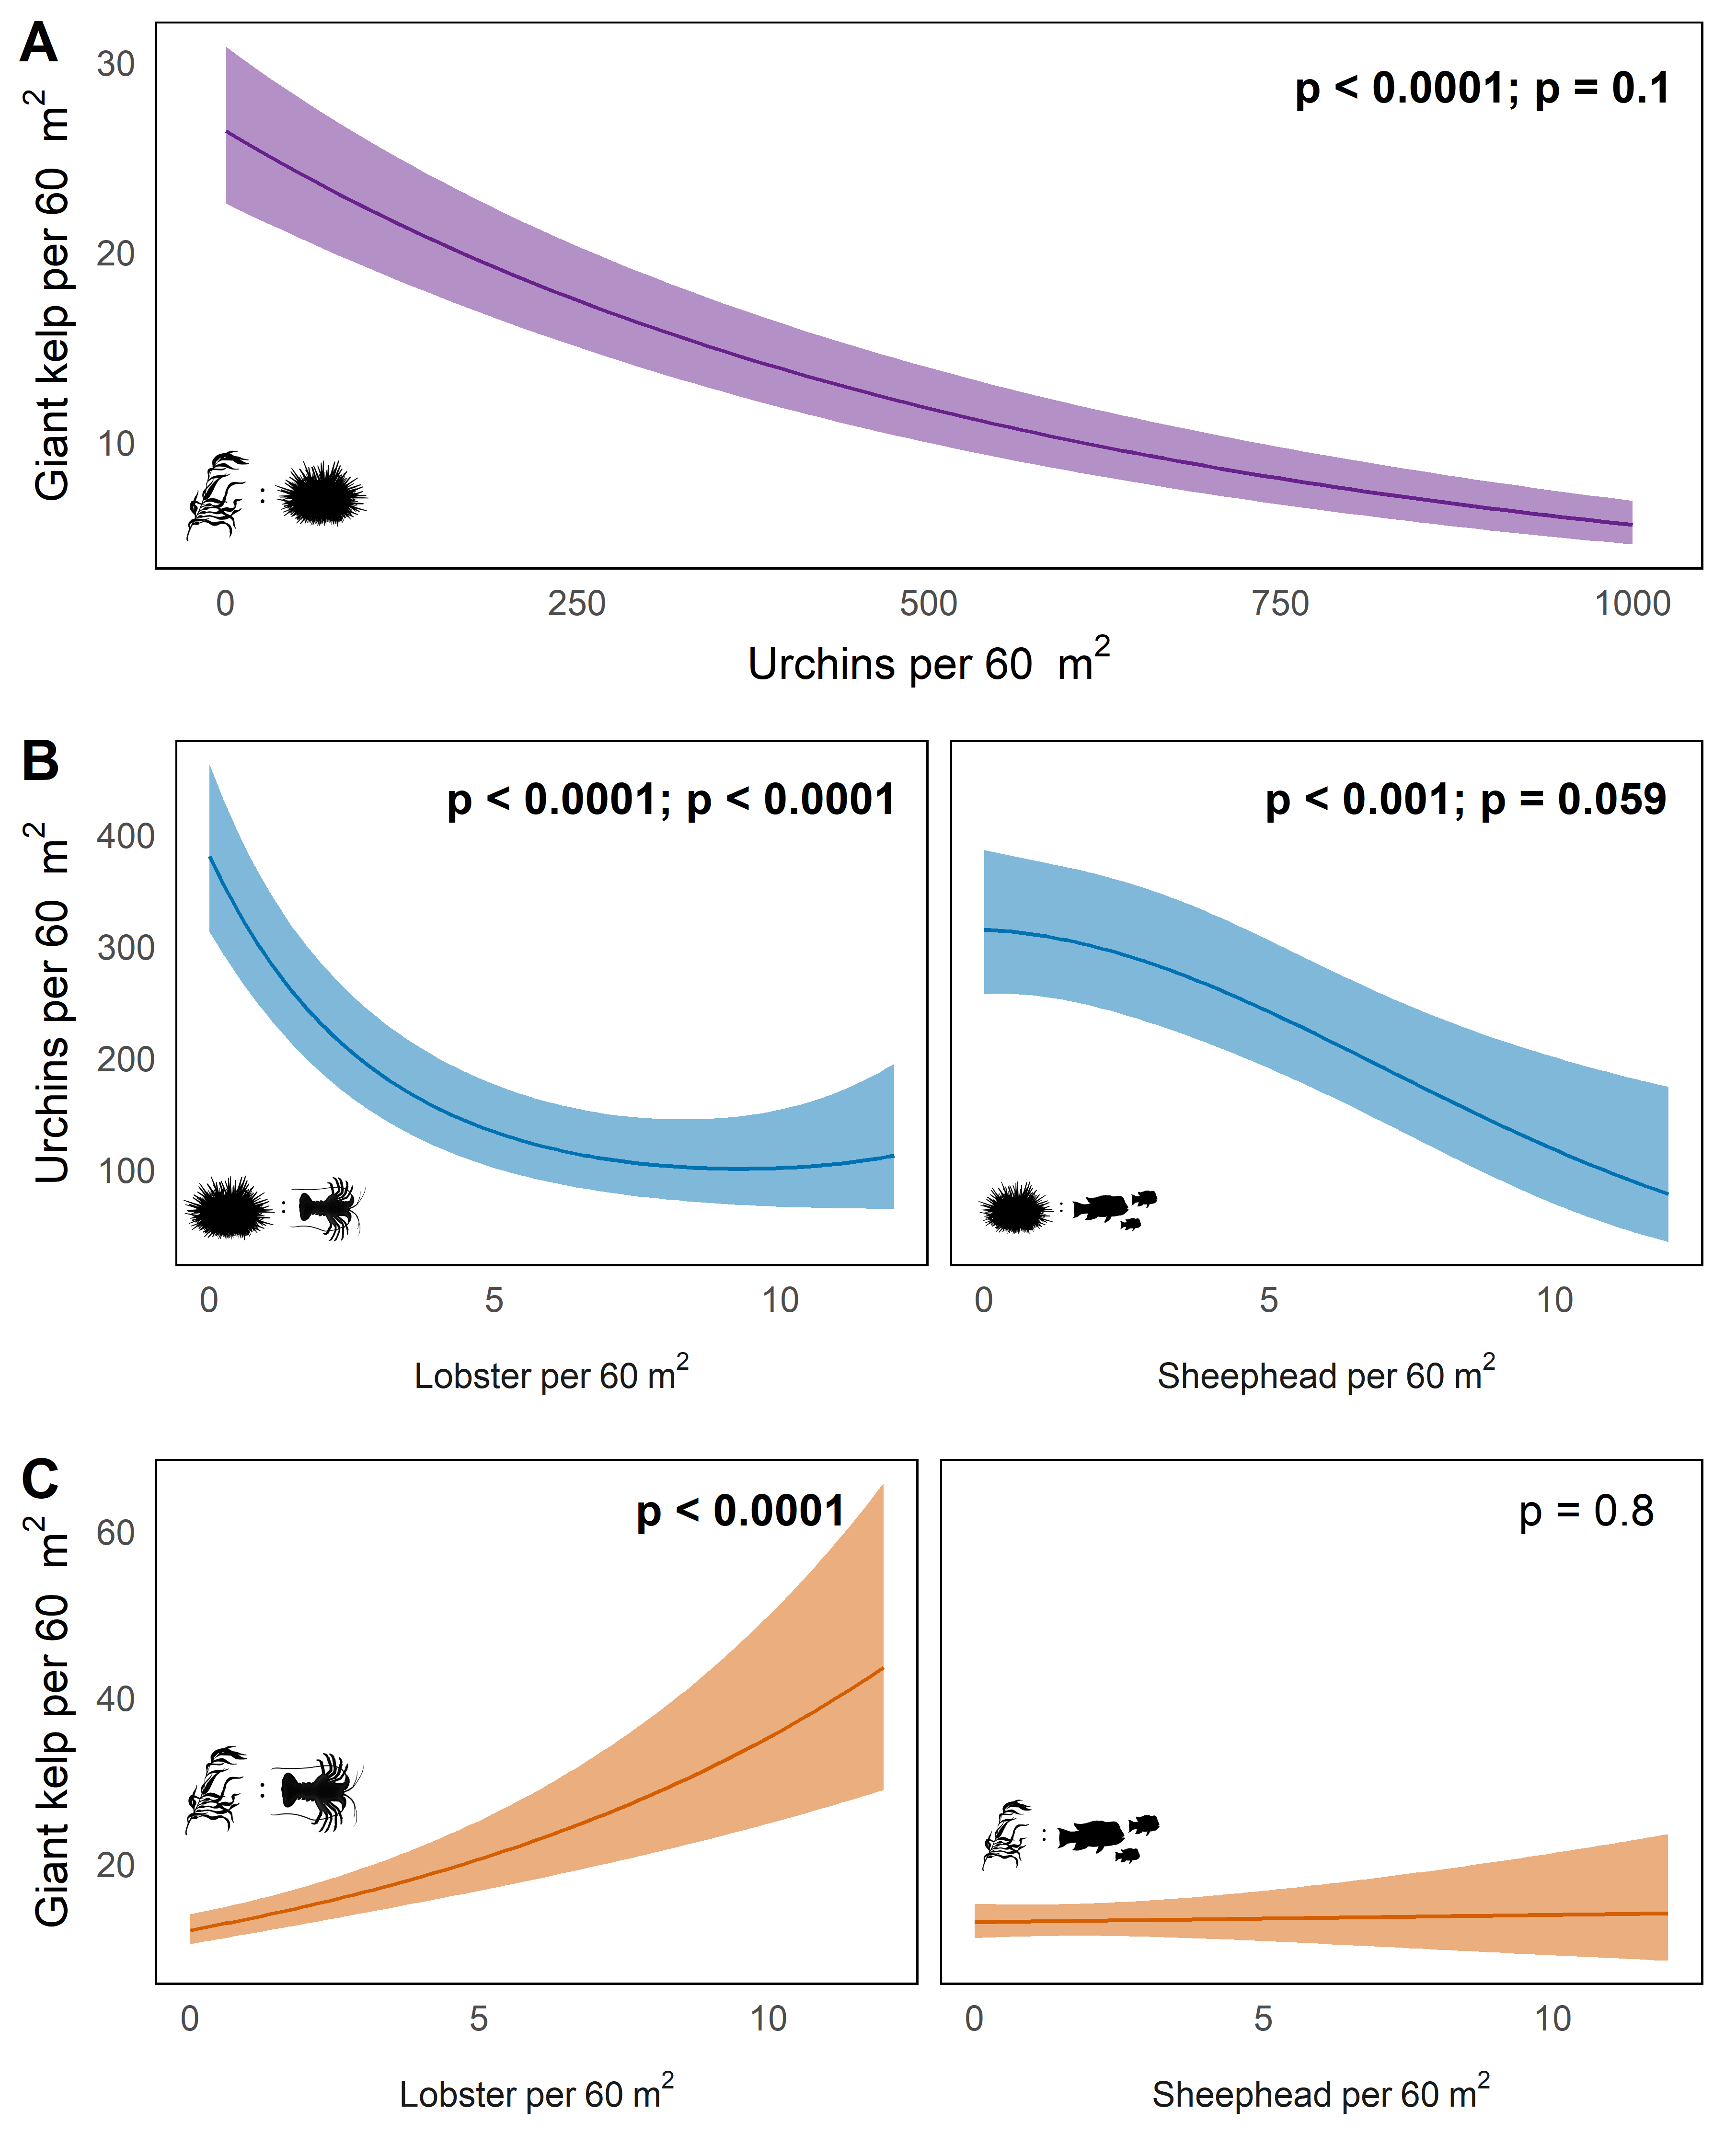 A
p < 0.0001; p = 0.1
Giant kelp per 60 m²
30
20
10
:
0 250 500 750 1000
Urchins per 60 m²
B
p < 0.0001; p < 0.0001
p < 0.001; p = 0.059
Urchins per 60 m²
400
300
200
100
:
:
0 5 10
0 5 10
Lobster per 60 m²
Sheephead per 60 m²
C
p < 0.0001
p = 0.8
Giant kelp per 60 m²
60
40
20
:
:
0 5 10
0 5 10
Lobster per 60 m²
Sheephead per 60 m²